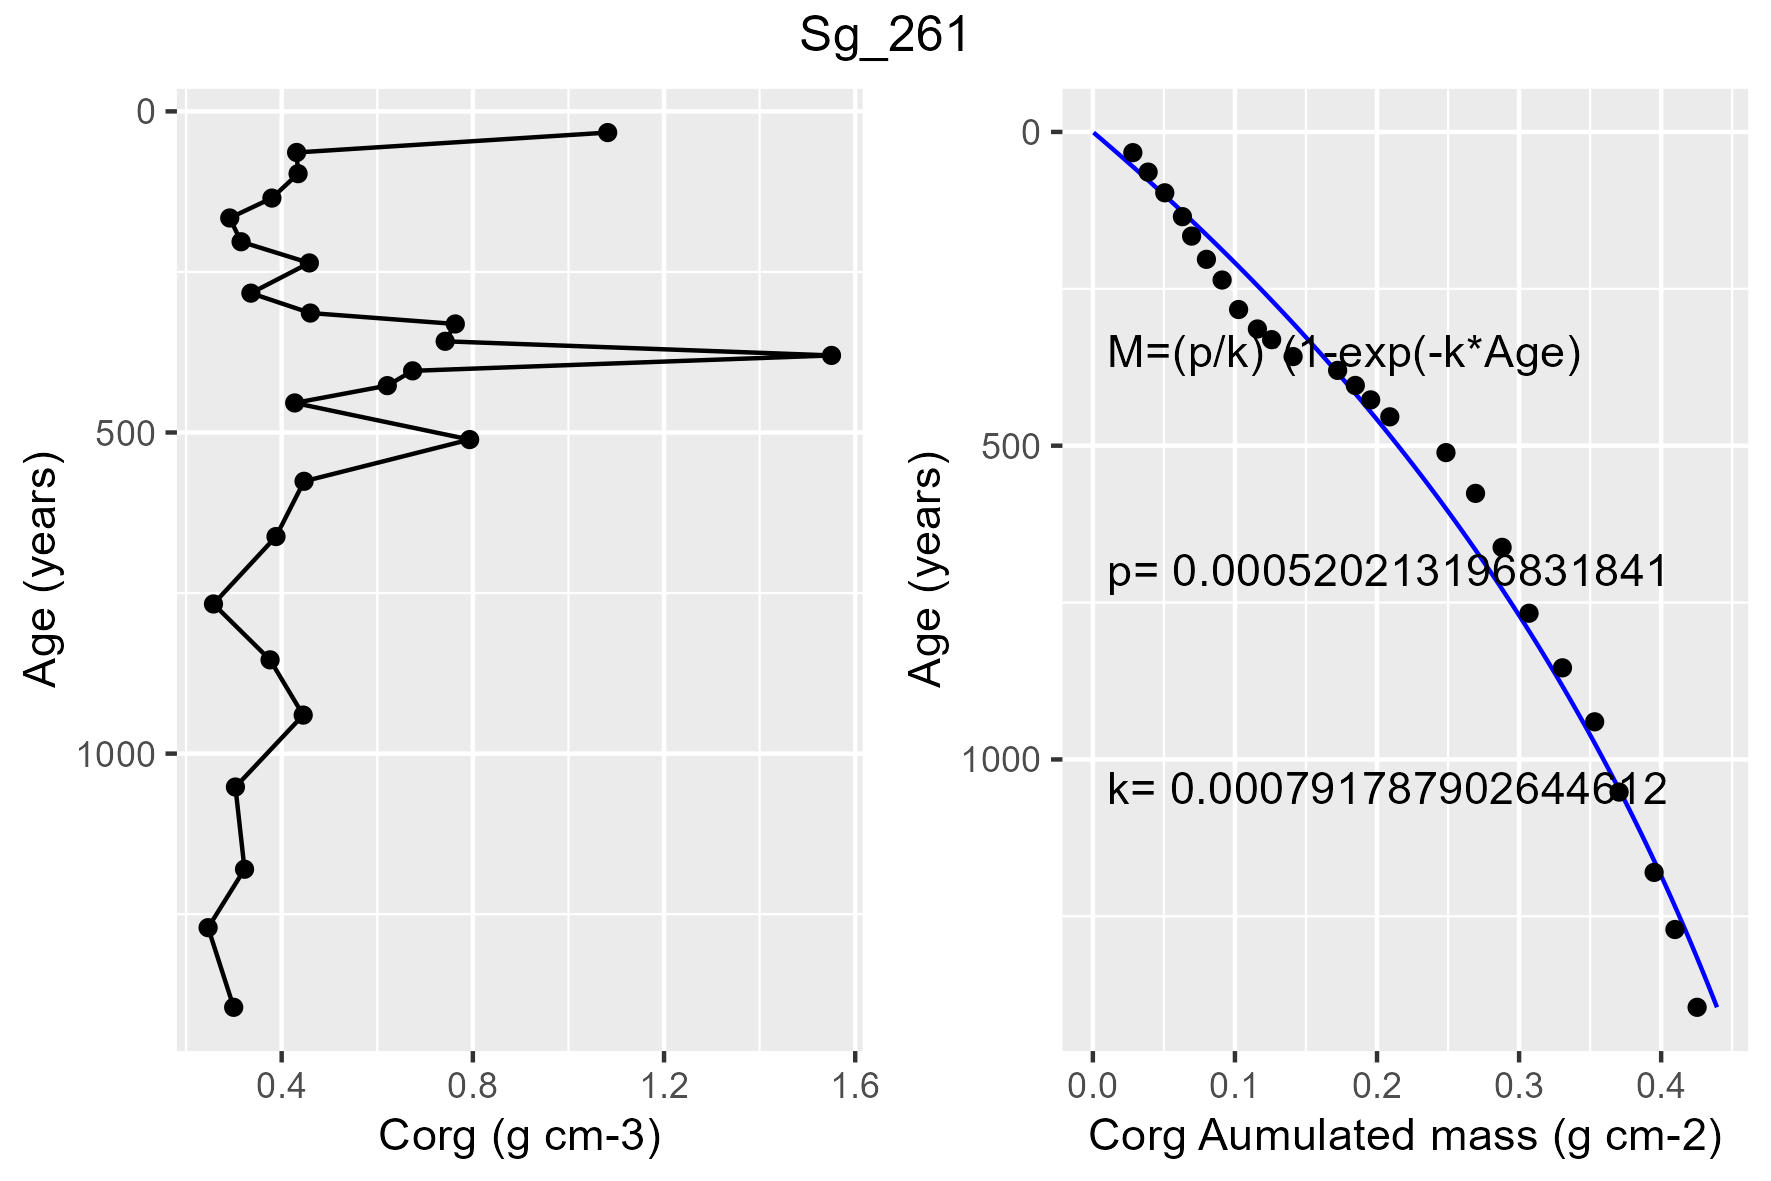 Sg_261
0
500
1000
Age (years)
0.4 0.8 1.2 1.6
Corg (g cm-3)
0
500
1000
Age (years)
M=(p/k) (1-exp(-k*Age)
p= 0.000520213196831841
k= 0.000791787902644612
0.0 0.1 0.2 0.3 0.4
Corg Aumulated mass (g cm-2)